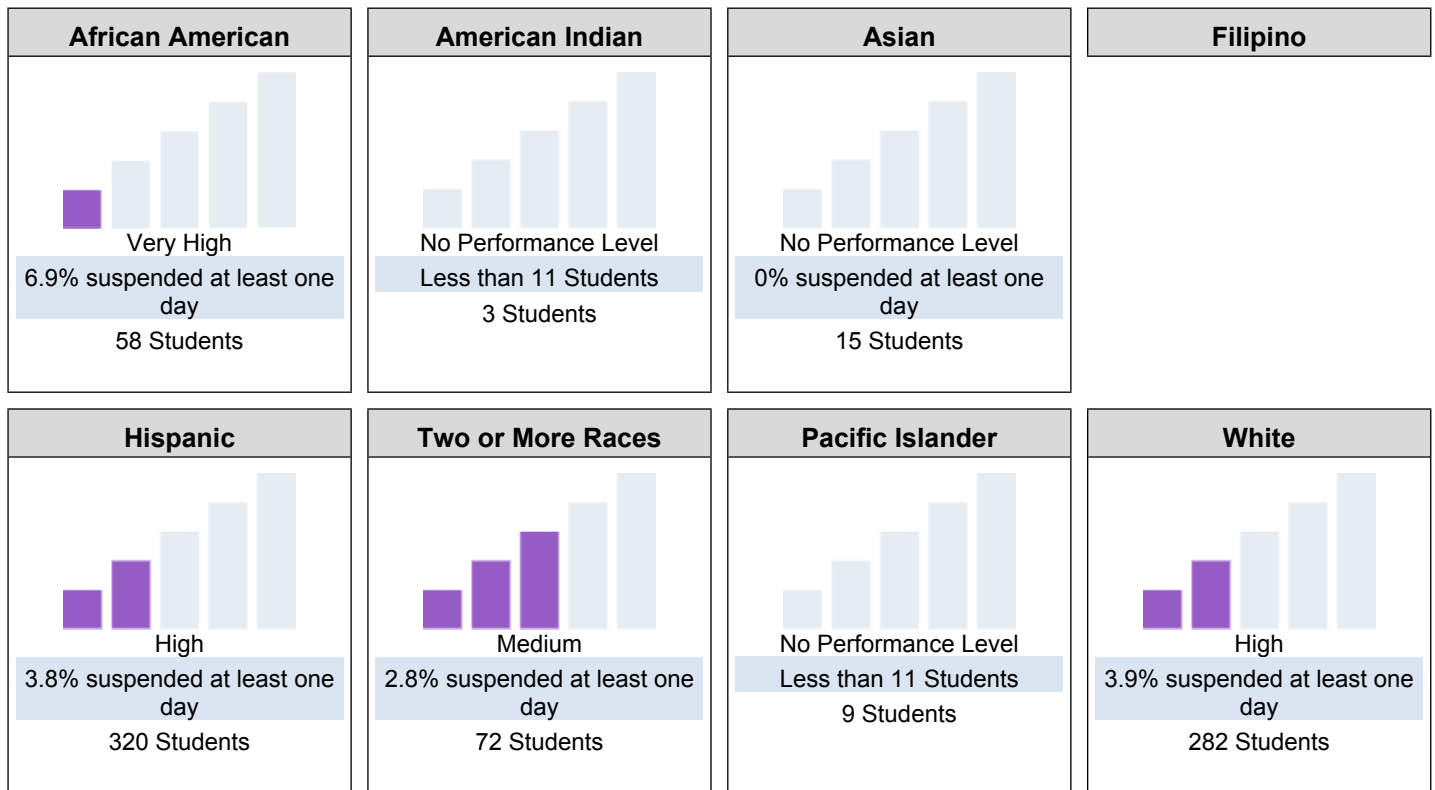 African American
Very High
6.9% suspended at least one
day
58 Students
American Indian
No Performance Level
Less than 11 Students
3 Students
Asian
No Performance Level
0% suspended at least one
day
15 Students
Filipino
Hispanic
High
3.8% suspended at least one
day
320 Students
Two or More Races
Medium
2.8% suspended at least one
day
72 Students
Pacific Islander
No Performance Level
Less than 11 Students
9 Students
White
High
3.9% suspended at least one
day
282 Students